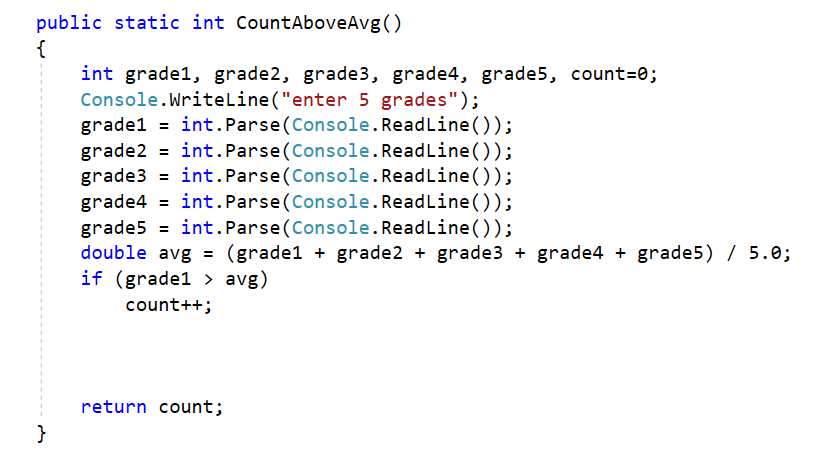 public static int CountAboveAvg()
{
int grade1, grade2, grade3, grade4, grade5, count=0;
Console.WriteLine("enter 5 grades");
grade1 = int.Parse(Console.ReadLine());
grade2 = int.Parse(Console.ReadLine());
grade3 = int.Parse(Console.ReadLine());
grade4 = int.Parse(Console.ReadLine());
grade5 = int.Parse(Console.ReadLine());
double avg = (grade1 + grade2 + grade3 + grade4 + grade5) / 5.0;
if (grade1 > avg)
count++;
return count;
}